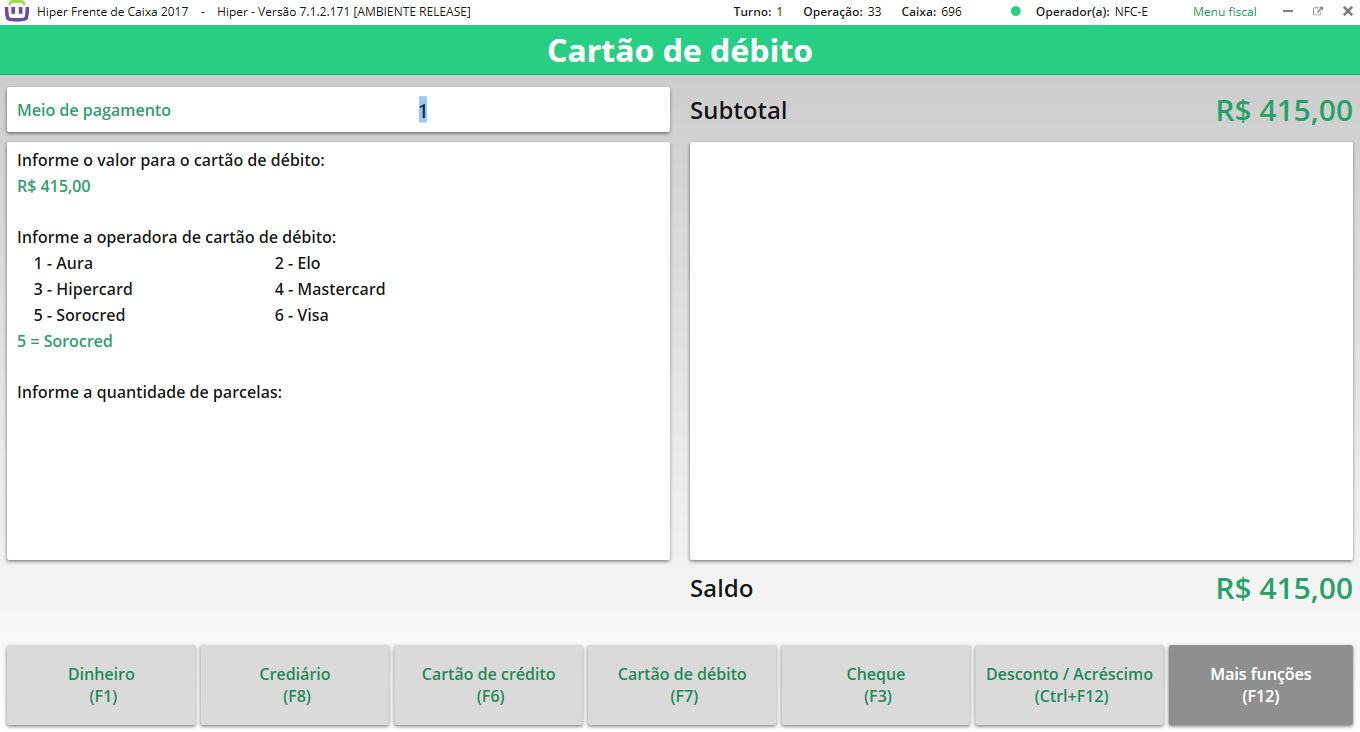 Hiper Frente de Caixa 2017 - Hiper - Versão 7.1.2.171 [AMBIENTE RELEASE] Turno: 1 Operação: 33 Caixa: 696 Operador(a): NFC-E Menu fiscal
Cartão de débito
Meio de pagamento 1
Subtotal R$ 415,00
Informe o valor para o cartão de débito:
R$ 415,00
Informe a operadora de cartão de débito:
1 - Aura 2 - Elo
3 - Hipercard 4 - Mastercard
5 - Sorocred 6 - Visa
5 = Sorocred
Informe a quantidade de parcelas:
Saldo R$ 415,00
Dinheiro
(F1)
Crediário
(F8)
Cartão de crédito
(F6)
Cartão de débito
(F7)
Cheque
(F3)
Desconto / Acréscimo
(Ctrl+F12)
Mais funções
(F12)